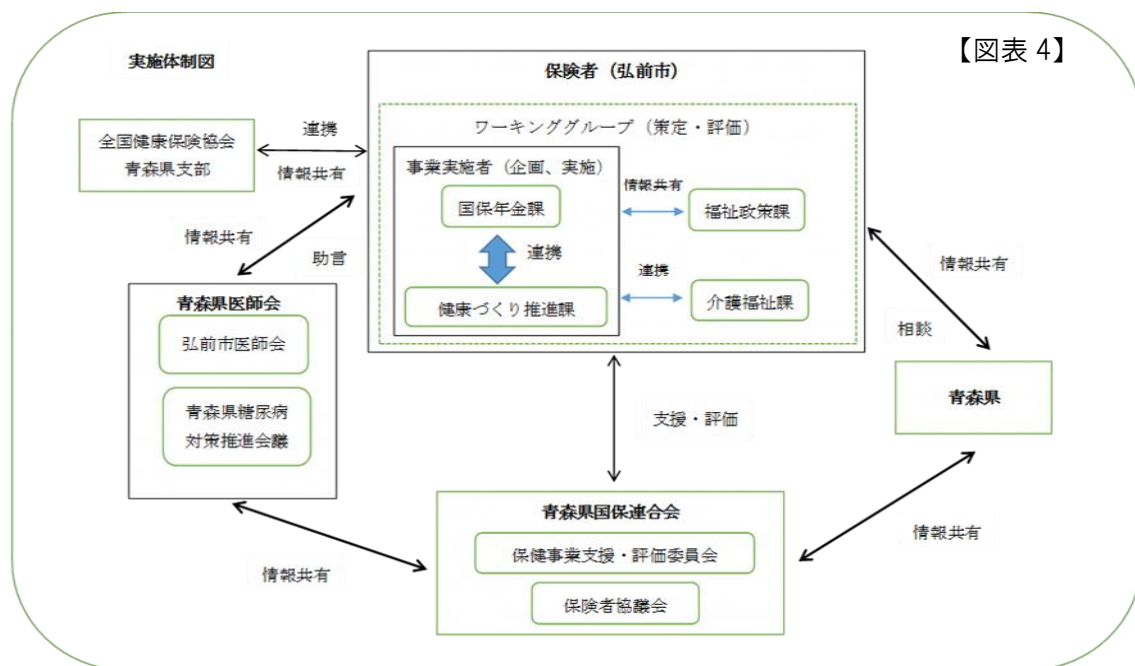 【図表 4】
実施体制図
保険者（弘前市）
ワーキンググループ（策定・評価）
全国健康保険協会
青森県支部
連携
情報共有
事業実施者（企画、実施）
国保年金課
連携
健康づくり推進課
情報共有
福祉政策課
連携
介護福祉課
情報共有
助言
青森県医師会
弘前市医師会
青森県糖尿病
対策推進会議
情報共有
相談
青森県
支援・評価
青森県国保連合会
保健事業支援・評価委員会
保険者協議会
情報共有
情報共有